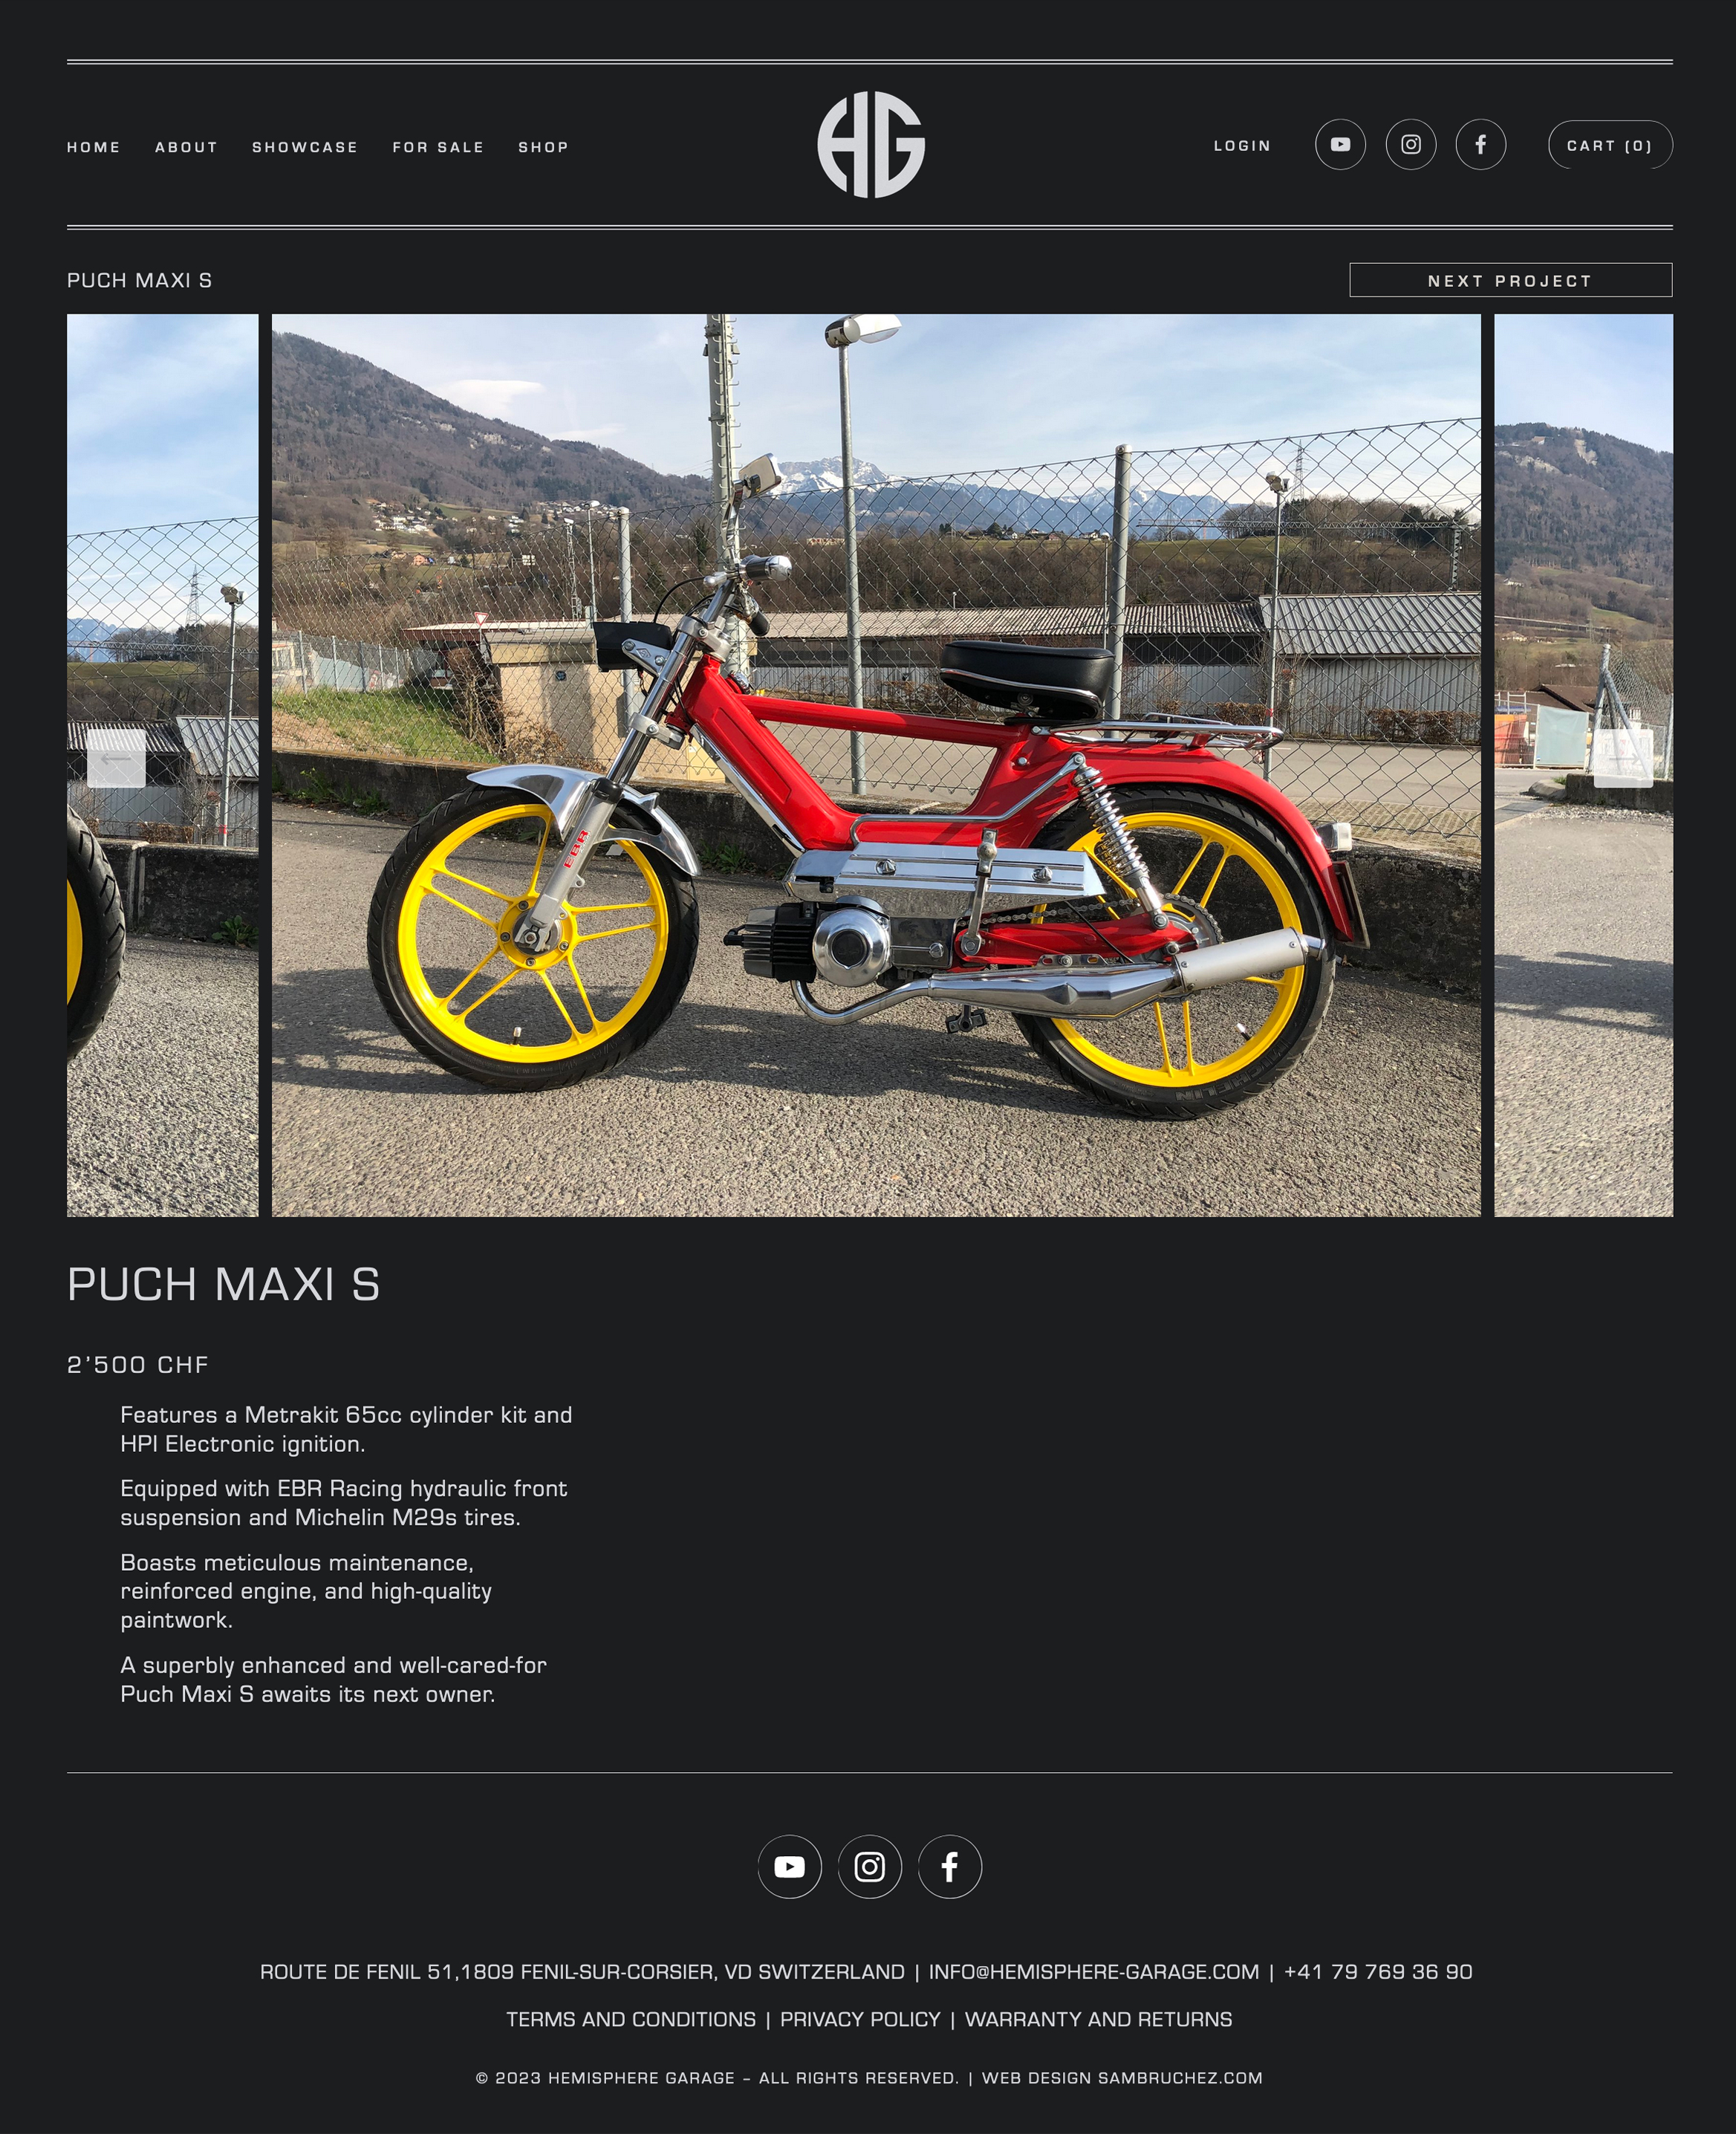 HOME ABOUT SHOWCASE FOR SALE SHOP
HG
LOGIN
CART (0)
PUCH MAXI S
NEXT PROJECT
EBR
PUCH MAXI S
2’500 CHF
Features a Metrakit 65cc cylinder kit and
HPI Electronic ignition.
Equipped with EBR Racing hydraulic front
suspension and Michelin M29s tires.
Boasts meticulous maintenance,
reinforced engine, and high-quality
paintwork.
A superbly enhanced and well-cared-for
Puch Maxi S awaits its next owner.
ROUTE DE FENIL 51,1809 FENIL-SUR-CORSIER, VD SWITZERLAND | INFO@HEMISPHERE-GARAGE.COM | +41 79 769 36 90
TERMS AND CONDITIONS | PRIVACY POLICY | WARRANTY AND RETURNS
© 2023 HEMISPHERE GARAGE – ALL RIGHTS RESERVED. | WEB DESIGN SAMBRUCHEZ.COM